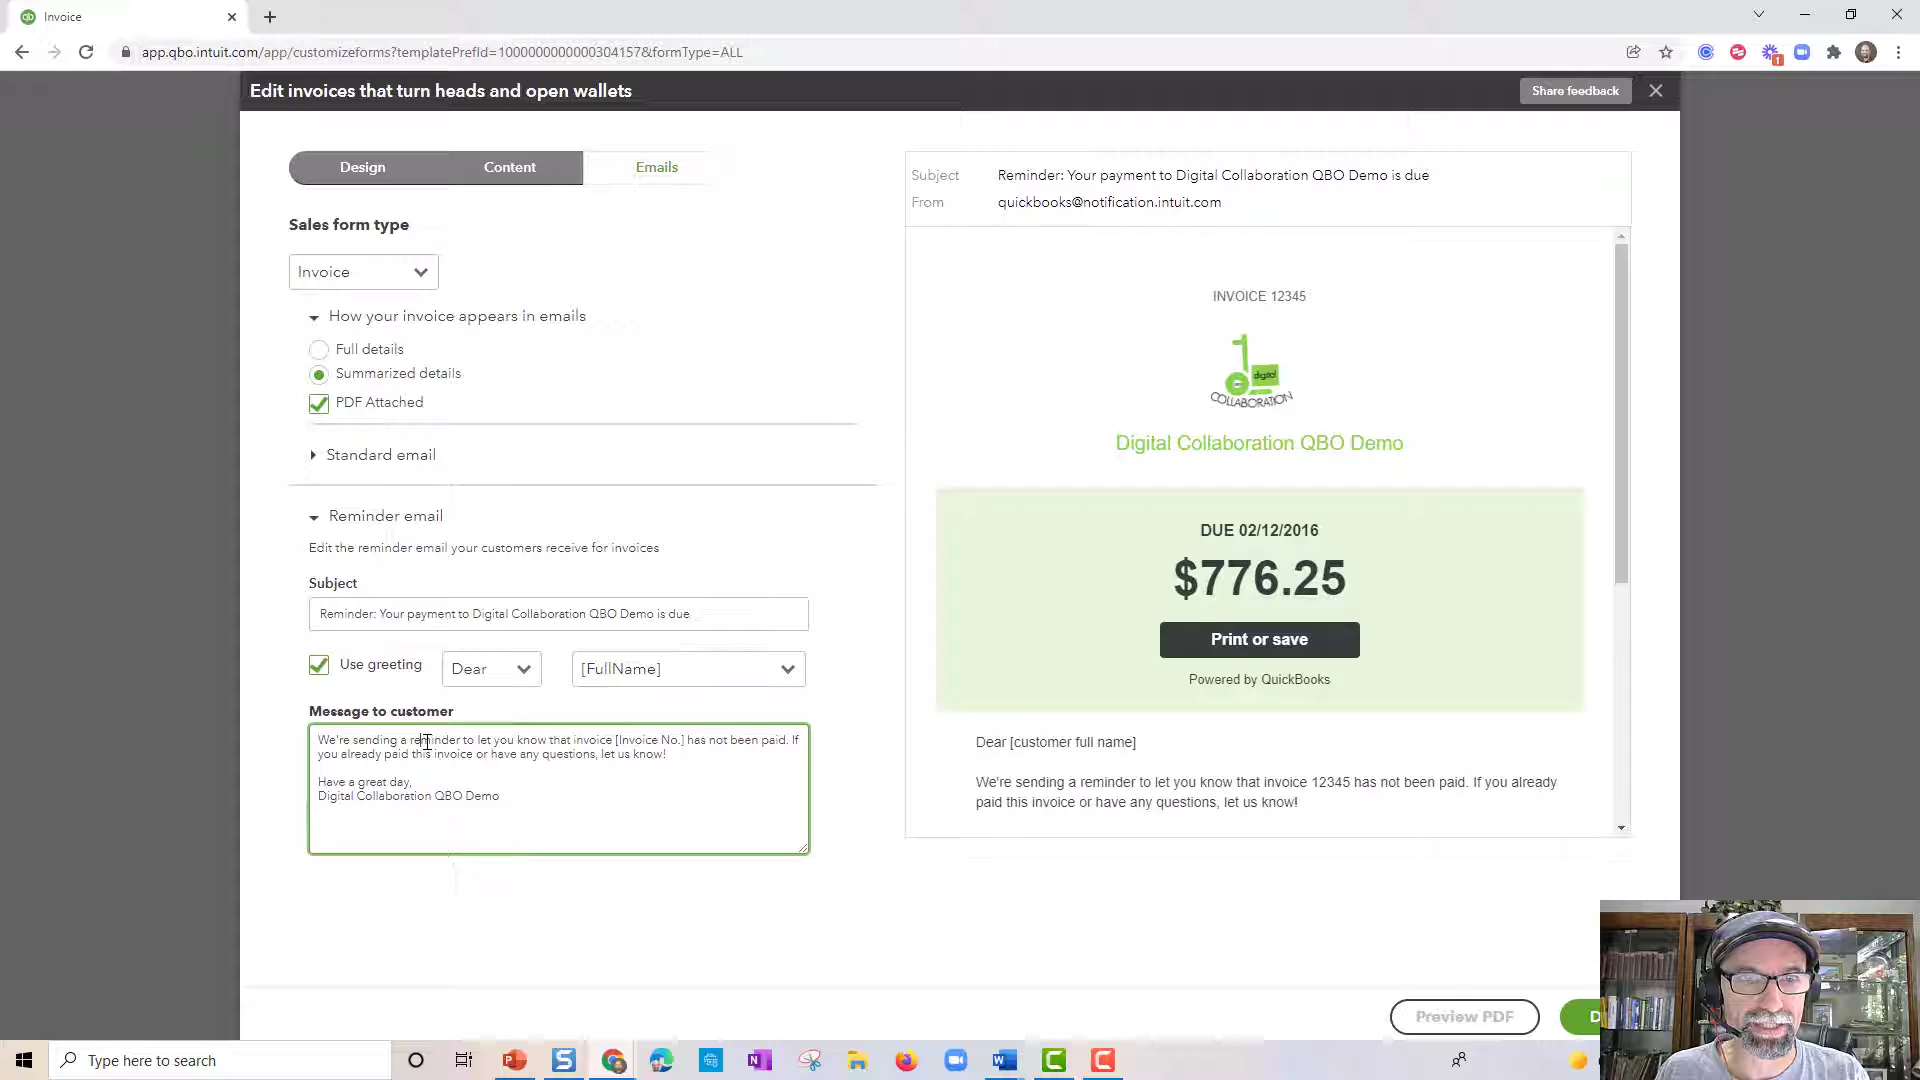 Invoice
app.qbo.intuit.com/app/customizeforms?templatePrefId=1000000000000304157&formType=ALL
1
Edit invoices that turn heads and open wallets
Share feedback
Design
Content
Emails
Sales form type
Invoice
How your invoice appears in emails
Full details
Summarized details
PDF Attached
Standard email
Reminder email
Edit the reminder email your customers receive for invoices
Subject
Reminder: Your payment to Digital Collaboration QBO Demo is due
Use greeting
Dear
[FullName]
Message to customer
We're sending a reminder to let you know that invoice [Invoice No.] has not been paid. If
you already paid this invoice or have any questions, let us know!
Have a great day,
Digital Collaboration QBO Demo
Subject Reminder: Your payment to Digital Collaboration QBO Demo is due
From quickbooks@notification.intuit.com
INVOICE 12345
digital
COLLABORATION
Digital Collaboration QBO Demo
DUE 02/12/2016
$776.25
Print or save
Powered by QuickBooks
Dear [customer full name]
We're sending a reminder to let you know that invoice 12345 has not been paid. If you already
paid this invoice or have any questions, let us know!
Preview PDF
Type here to search